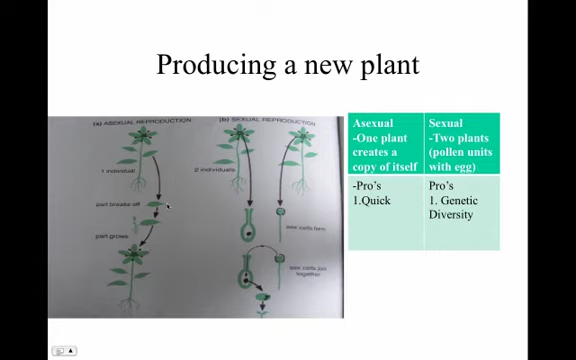 Producing a new plant
(a) ASEXUAL REPRODUCTION
(b) SEXUAL REPRODUCTION
1 individual
2 individuals
part breaks off
part grows
sex cells form
sex cells join
together
Asexual
-One plant
creates a
copy of itself
Sexual
-Two plants
(pollen units
with egg)
-Pro's
1.Quick
Pro's
1. Genetic
Diversity